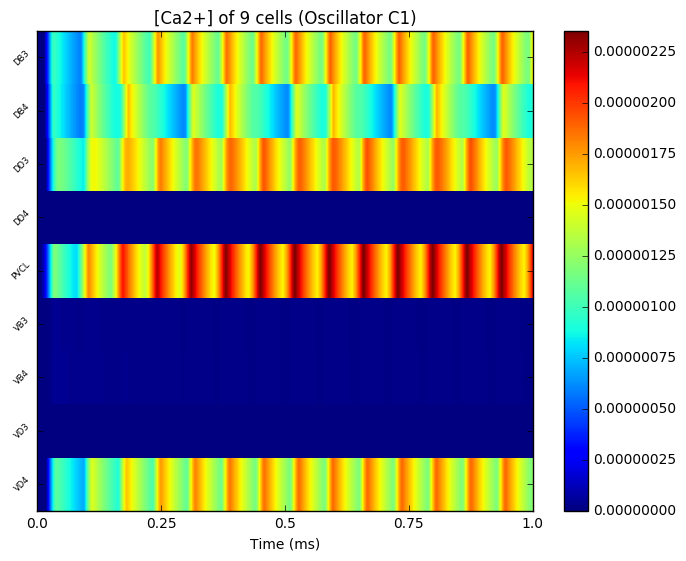 [Ca2+] of 9 cells (Oscillator C1)
DB3
DB4
DD3
DD4
PVCL
VB3
VB4
VD3
VD4
0.0 0.25 0.5 0.75 1.0
Time (ms)
0.00000225
0.00000200
0.00000175
0.00000150
0.00000125
0.00000100
0.00000075
0.00000050
0.00000025
0.00000000